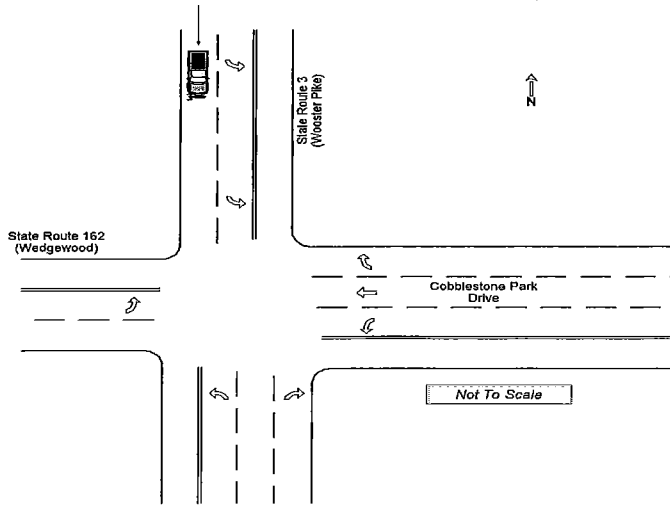 State Route 3
(Wooster Pike)
N
State Route 162
(Wedgewood)
Cobblestone Park
Drive
Not To Scale